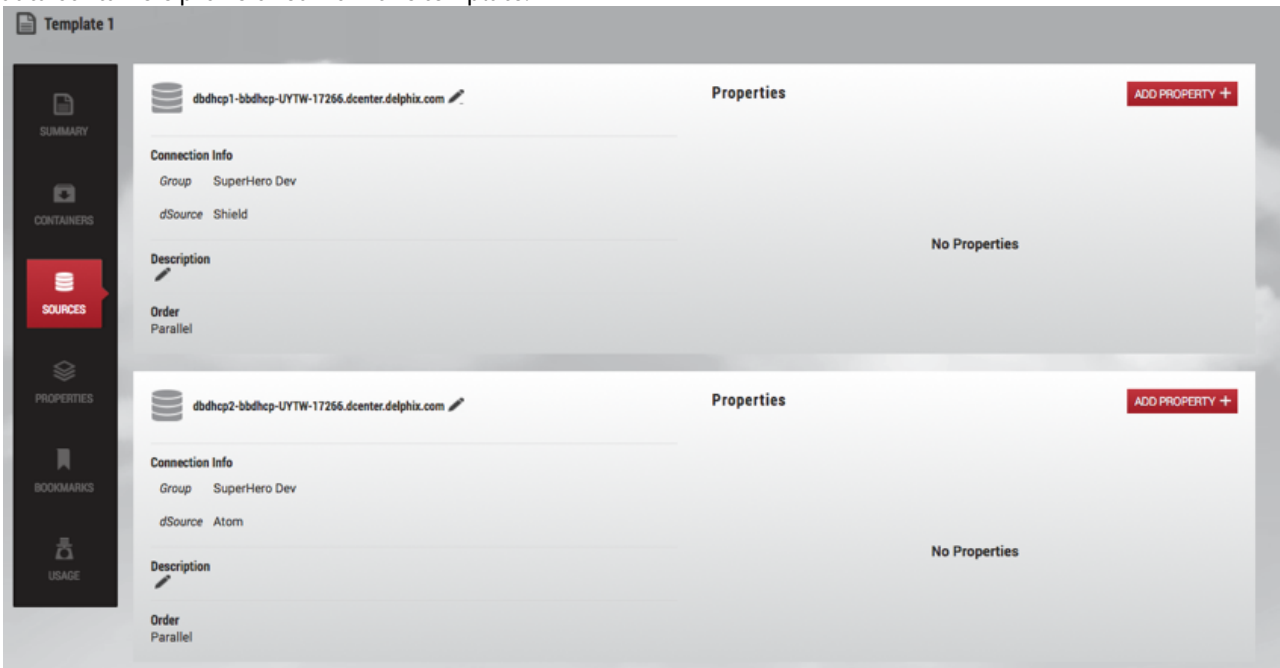 Template 1
SUMMARY
CONTAINERS
SOURCES
PROPERTIES
BOOKMARKS
USAGE
dbdhcp1-bbdhcp-UYTW-17266.dcenter.delphix.com
Connection Info
Group SuperHero Dev
dSource Shield
Description
Order
Parallel
Properties
ADD PROPERTY +
No Properties
dbdhcp2-bbdhcp-UYTW-17266.dcenter.delphix.com
Connection Info
Group SuperHero Dev
dSource Atom
Description
Order
Parallel
Properties
ADD PROPERTY +
No Properties